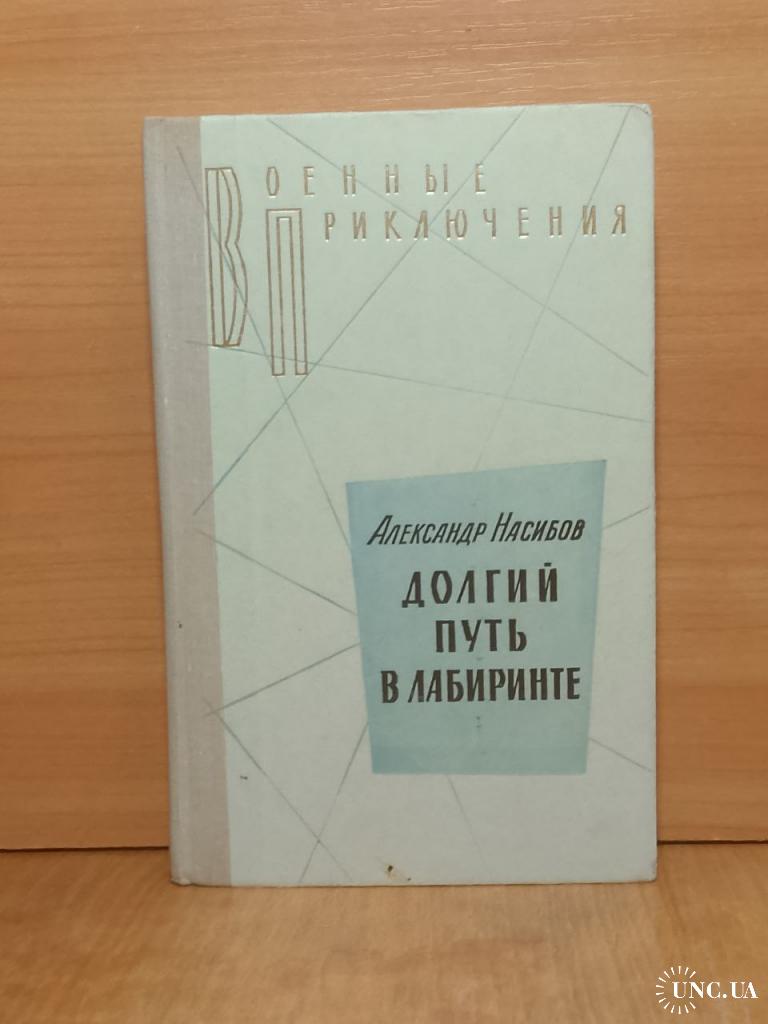 ВОЕННЫЕ
ПРИКЛЮЧЕНИЯ
АЛЕКСАНДР НАСИБОВ
ДОЛГИЙ
ПУТЬ
В ЛАБИРИНТЕ
UNC.UA